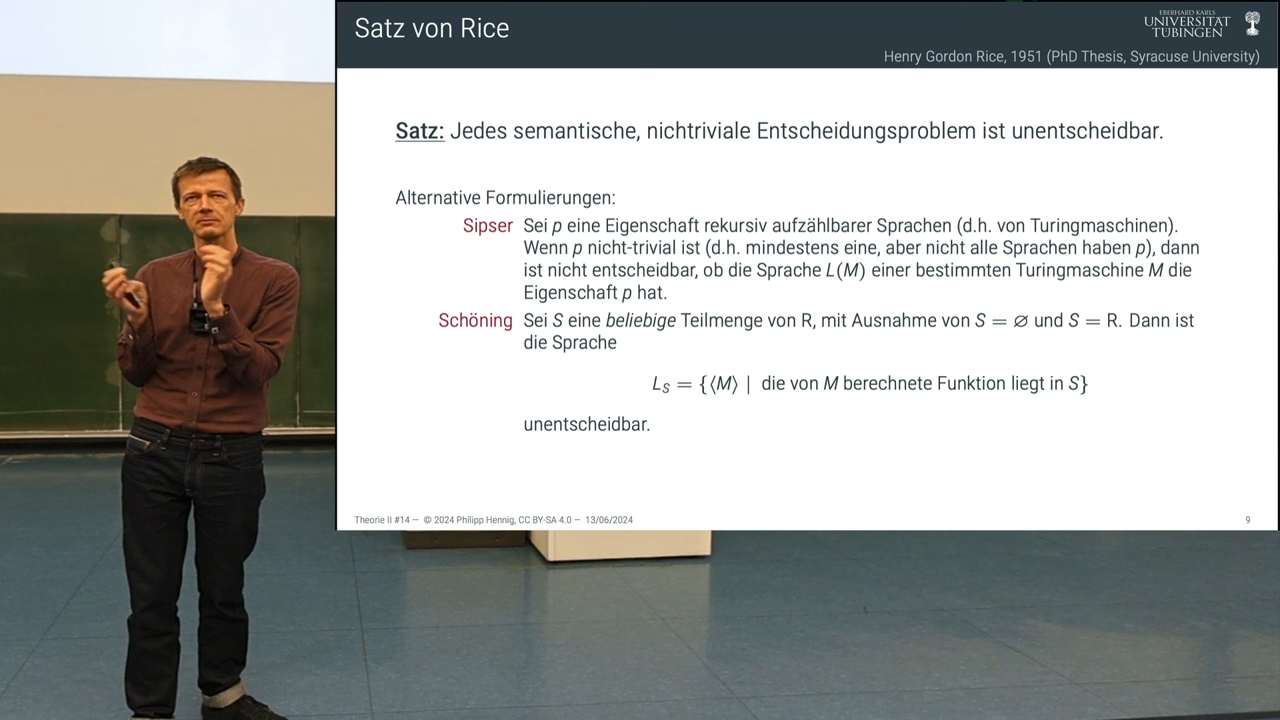 Satz von Rice
EBERHARD KARLS
UNIVERSITÄT
TÜBINGEN
Henry Gordon Rice, 1951 (PhD Thesis, Syracuse University)
Satz: Jedes semantische, nichtriviale Entscheidungsproblem ist unentscheidbar.
Alternative Formulierungen:
Sipser Sei p eine Eigenschaft rekursiv aufzählbarer Sprachen (d.h. von Turingmaschinen).
Wenn p nicht-trivial ist (d.h. mindestens eine, aber nicht alle Sprachen haben p), dann
ist nicht entscheidbar, ob die Sprache L(M) einer bestimmten Turingmaschine M die
Eigenschaft p hat.
Schöning Sei S eine beliebige Teilmenge von R, mit Ausnahme von S = ∅ und S = R. Dann ist
die Sprache
L_S = {⟨M⟩ | die von M berechnete Funktion liegt in S}
unentscheidbar.
Theorie II #14 — © 2024 Philipp Hennig, CC BY-SA 4.0 — 13/06/2024
9